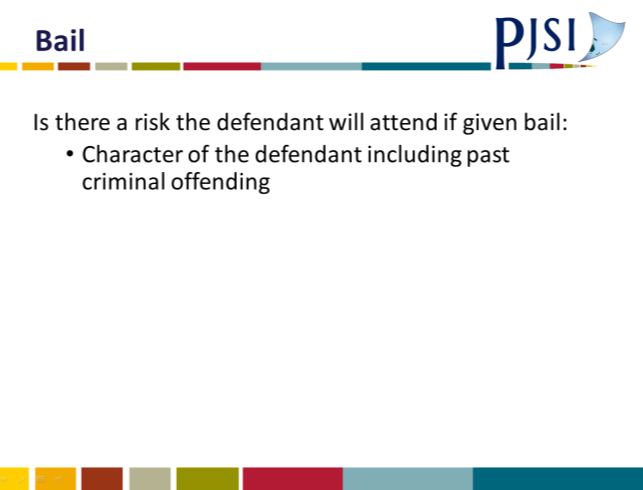 Bail
PJSI
Is there a risk the defendant will attend if given bail:
• Character of the defendant including past
criminal offending